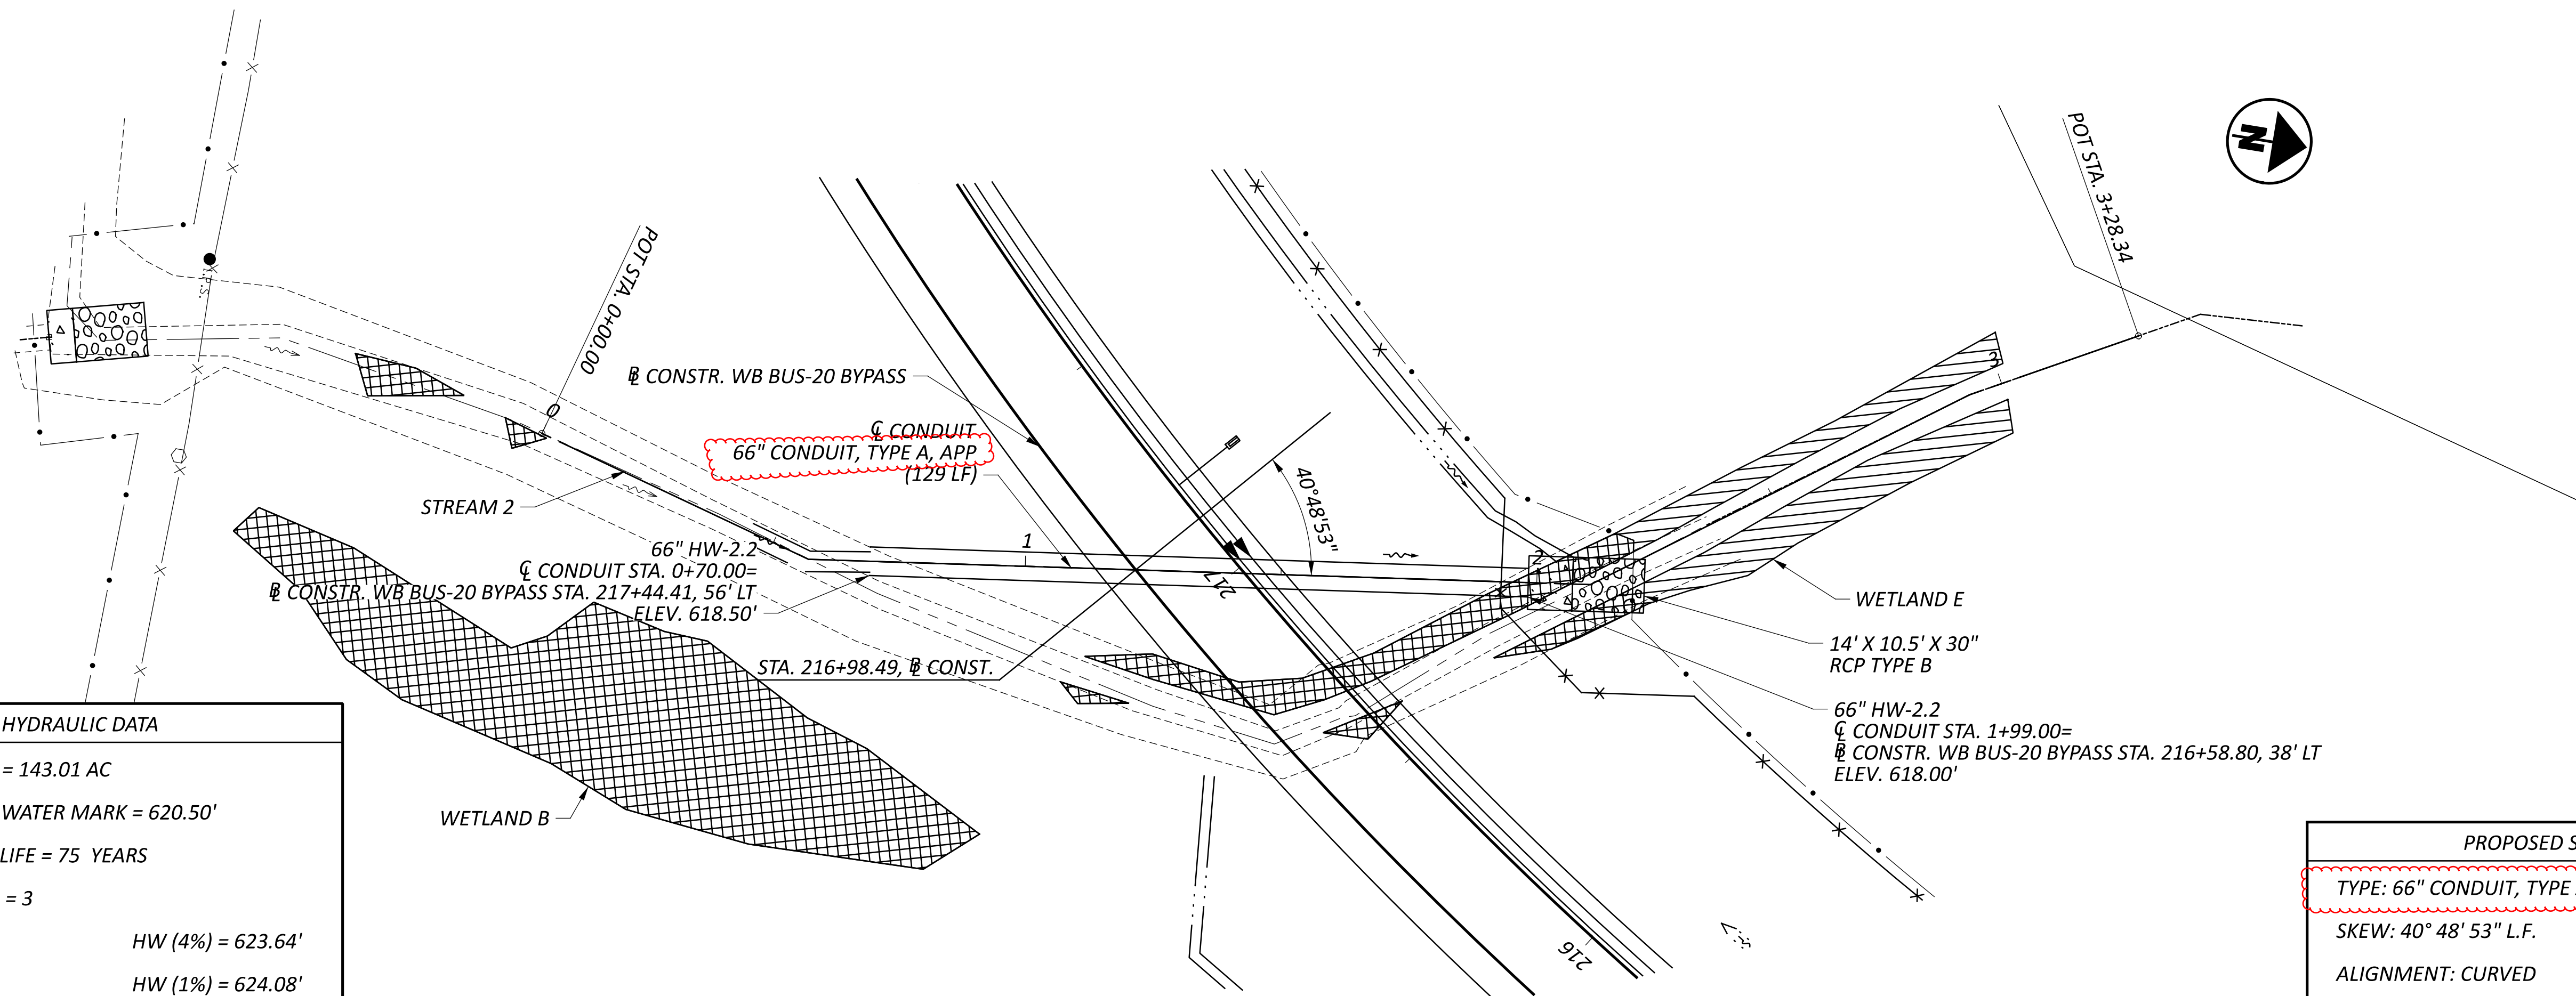 N
POT STA. 3+28.34
POT STA. 0+00.00
0
℄ CONSTR. WB BUS-20 BYPASS
℄ CONDUIT
66" CONDUIT, TYPE A, APP
(129 LF)
STREAM 2
40°48'53"
3
1
2
217
66" HW-2.2
℄ CONDUIT STA. 0+70.00=
℄ CONSTR. WB BUS-20 BYPASS STA. 217+44.41, 56' LT
ELEV. 618.50'
STA. 216+98.49, ℄ CONST.
WETLAND E
14' X 10.5' X 30"
RCP TYPE B
66" HW-2.2
℄ CONDUIT STA. 1+99.00=
℄ CONSTR. WB BUS-20 BYPASS STA. 216+58.80, 38' LT
ELEV. 618.00'
WETLAND B
216
HYDRAULIC DATA
= 143.01 AC
WATER MARK = 620.50'
LIFE = 75 YEARS
= 3
HW (4%) = 623.64'
HW (1%) = 624.08'
PROPOSED S
TYPE: 66" CONDUIT, TYPE
SKEW: 40° 48' 53" L.F.
ALIGNMENT: CURVED